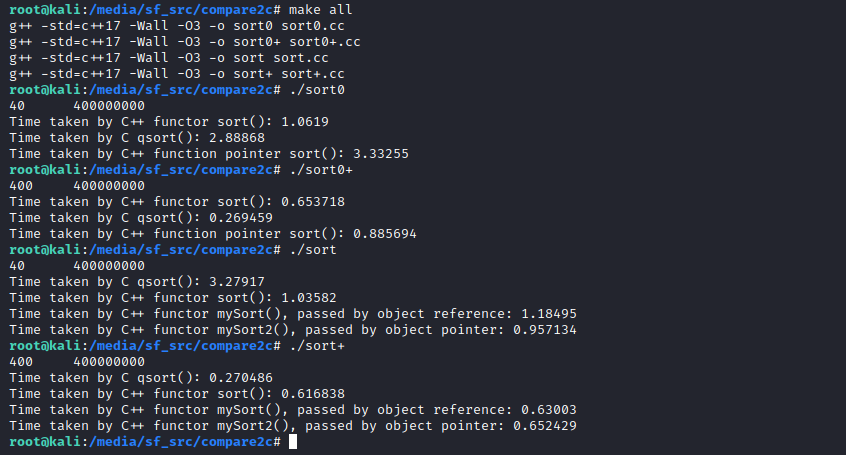 root@kali:/media/sf_src/compare2c# make all
g++ -std=c++17 -Wall -O3 -o sort0 sort0.cc
g++ -std=c++17 -Wall -O3 -o sort0+ sort0+.cc
g++ -std=c++17 -Wall -O3 -o sort sort.cc
g++ -std=c++17 -Wall -O3 -o sort+ sort+.cc
root@kali:/media/sf_src/compare2c# ./sort0
40      400000000
Time taken by C++ functor sort(): 1.0619
Time taken by C qsort(): 2.88868
Time taken by C++ function pointer sort(): 3.33255
root@kali:/media/sf_src/compare2c# ./sort0+
400     400000000
Time taken by C++ functor sort(): 0.653718
Time taken by C qsort(): 0.269459
Time taken by C++ function pointer sort(): 0.885694
root@kali:/media/sf_src/compare2c# ./sort
40      400000000
Time taken by C qsort(): 3.27917
Time taken by C++ functor sort(): 1.03582
Time taken by C++ functor mySort(), passed by object reference: 1.18495
Time taken by C++ functor mySort2(), passed by object pointer: 0.957134
root@kali:/media/sf_src/compare2c# ./sort+
400     400000000
Time taken by C qsort(): 0.270486
Time taken by C++ functor sort(): 0.616838
Time taken by C++ functor mySort(), passed by object reference: 0.63003
Time taken by C++ functor mySort2(), passed by object pointer: 0.652429
root@kali:/media/sf_src/compare2c#